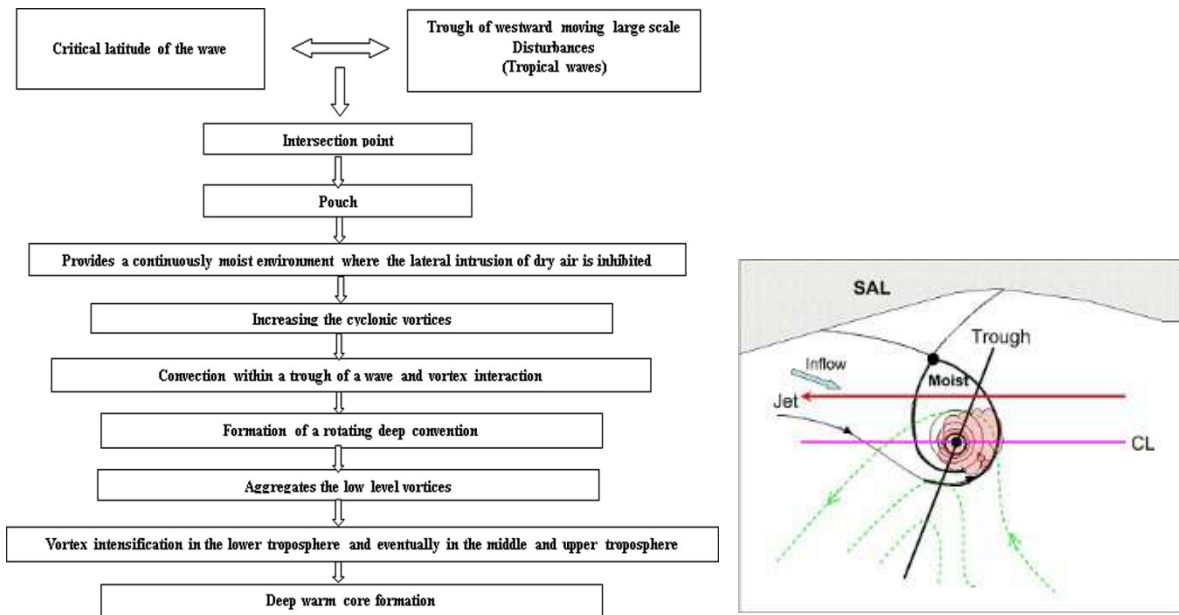 Critical latitude of the wave
Trough of westward moving large scale
Disturbances
(Tropical waves)
Intersection point
Pouch
Provides a continuously moist environment where the lateral intrusion of dry air is inhibited
Increasing the cyclonic vortices
Convection within a trough of a wave and vortex interaction
Formation of a rotating deep convention
Aggregates the low level vortices
Vortex intensification in the lower troposphere and eventually in the middle and upper troposphere
Deep warm core formation
SAL
Trough
Inflow
Moist
Jet
CL